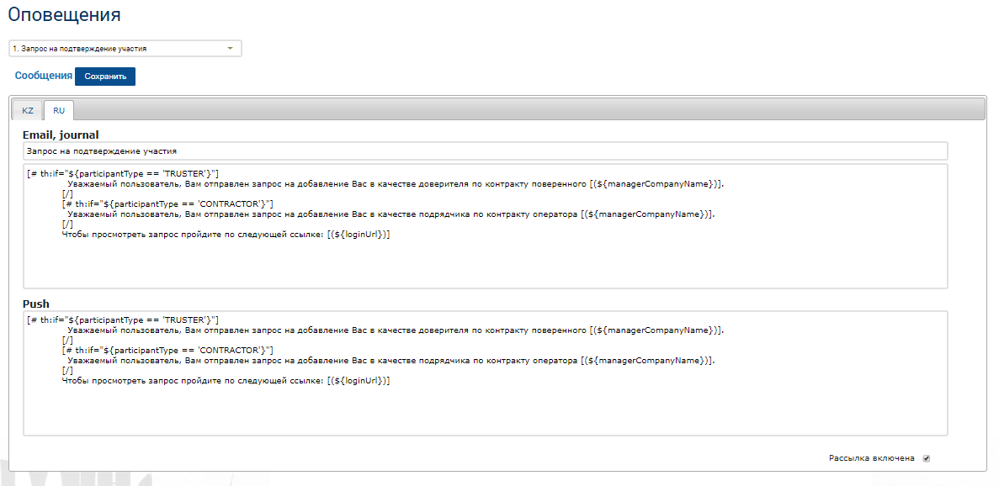 Оповещения
1. Запрос на подтверждение участия
Сообщения Сохранить
KZ RU
Email, journal
Запрос на подтверждение участия
[# th:if="${participantType == 'TRUSTER'}"]
Уважаемый пользователь, Вам отправлен запрос на добавление Вас в качестве доверителя по контракту поверенного [(${managerCompanyName})].
[/]
[# th:if="${participantType == 'CONTRACTOR'}"]
Уважаемый пользователь, Вам отправлен запрос на добавление Вас в качестве подрядчика по контракту оператора [(${managerCompanyName})].
[/]
Чтобы просмотреть запрос пройдите по следующей ссылке: [(${loginUrl})]
Push
[# th:if="${participantType == 'TRUSTER'}"]
Уважаемый пользователь, Вам отправлен запрос на добавление Вас в качестве доверителя по контракту поверенного [(${managerCompanyName})].
[/]
[# th:if="${participantType == 'CONTRACTOR'}"]
Уважаемый пользователь, Вам отправлен запрос на добавление Вас в качестве подрядчика по контракту оператора [(${managerCompanyName})].
[/]
Чтобы просмотреть запрос пройдите по следующей ссылке: [(${loginUrl})]
Рассылка включена